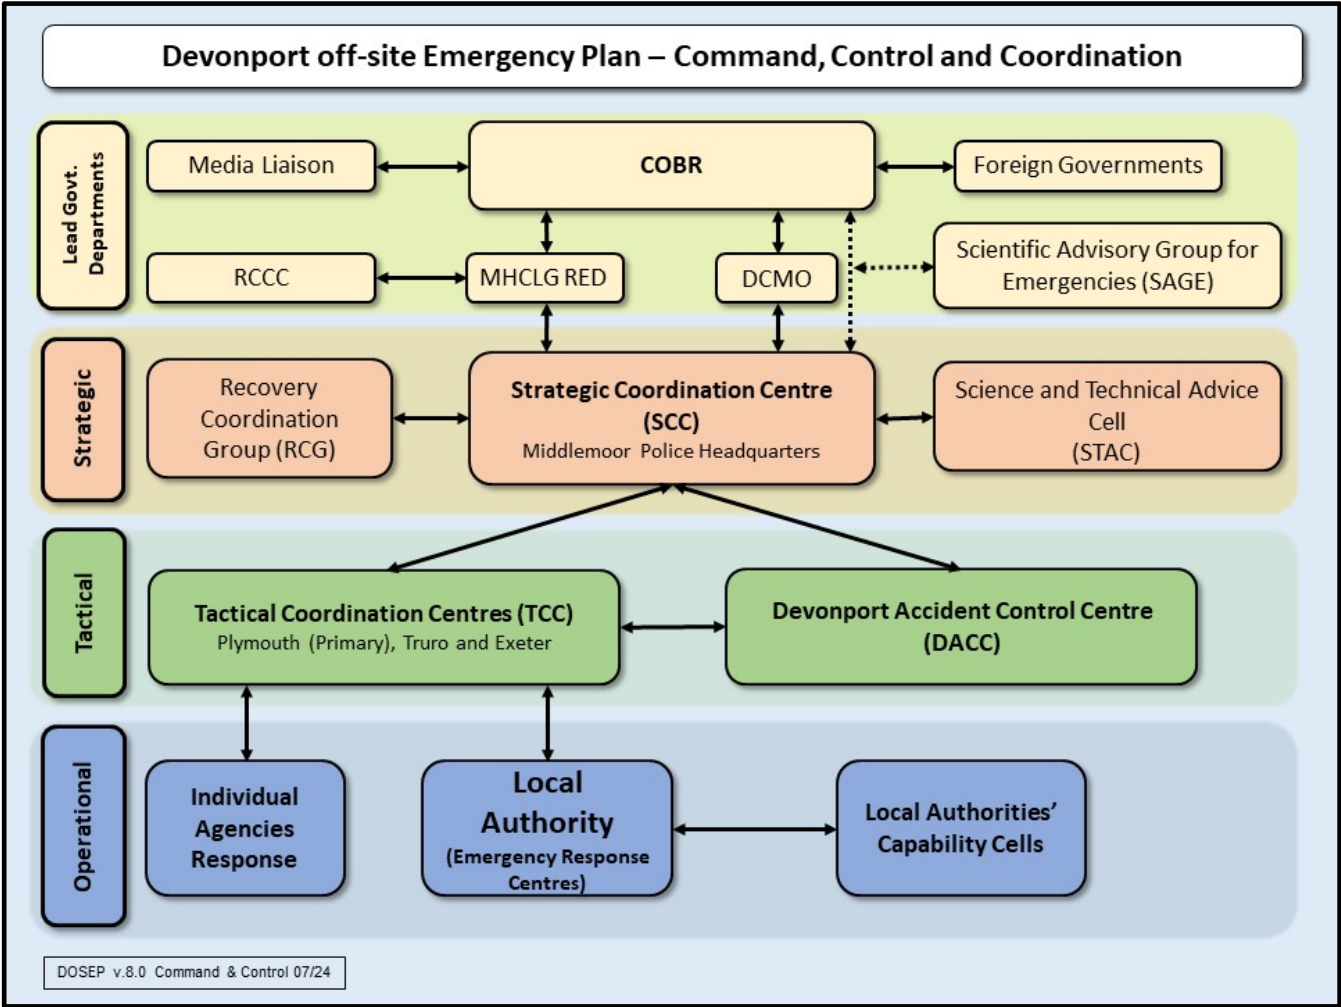 Devonport off-site Emergency Plan – Command, Control and Coordination
Lead Govt.
Departments
Media Liaison
COBR
Foreign Governments
RCCC
MHCLG RED
DCMO
Scientific Advisory Group for
Emergencies (SAGE)
Strategic
Recovery
Coordination
Group (RCG)
Strategic Coordination Centre
(SCC)
Middlemoor Police Headquarters
Science and Technical Advice
Cell
(STAC)
Tactical
Tactical Coordination Centres (TCC)
Plymouth (Primary), Truro and Exeter
Devonport Accident Control Centre
(DACC)
Operational
Individual
Agencies
Response
Local
Authority
(Emergency Response
Centres)
Local Authorities’
Capability Cells
DOSEP v.8.0 Command & Control 07/24